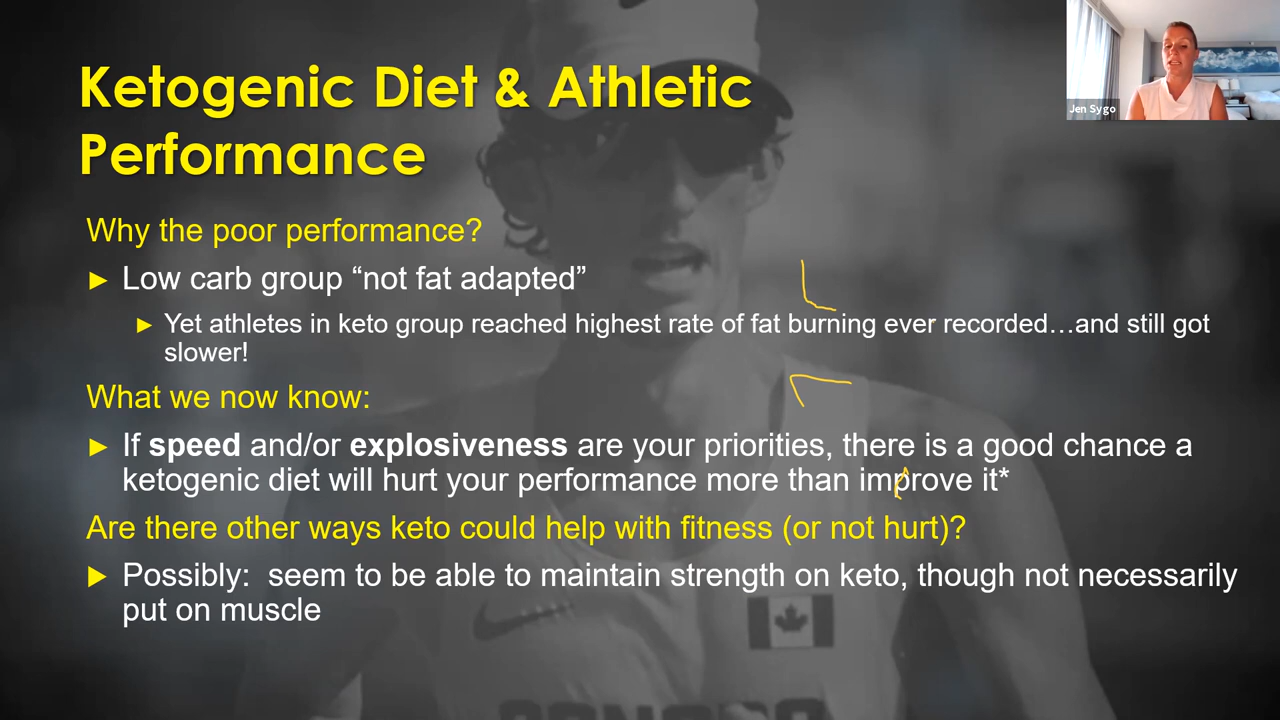 Ketogenic Diet & Athletic
Performance
Jen Sygo
Why the poor performance?
► Low carb group “not fat adapted”
► Yet athletes in keto group reached highest rate of fat burning ever recorded…and still got
slower!
What we now know:
► If speed and/or explosiveness are your priorities, there is a good chance a
ketogenic diet will hurt your performance more than improve it*
Are there other ways keto could help with fitness (or not hurt)?
► Possibly:  seem to be able to maintain strength on keto, though not necessarily
put on muscle